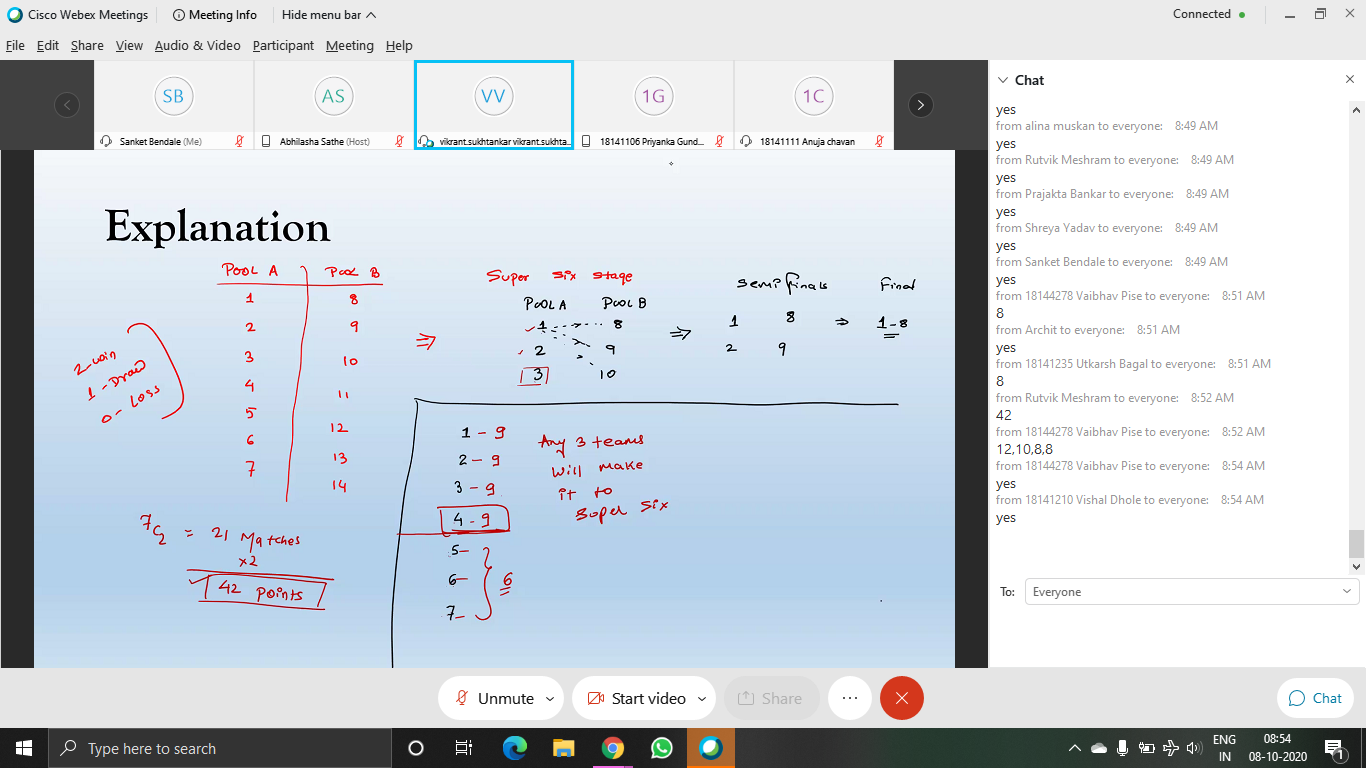 Cisco Webex Meetings
Meeting Info
Hide menu bar
Connected
File Edit Share View Audio & Video Participant Meeting Help
SB
AS
VV
1G
1C
Sanket Bendale (Me)
Abhilasha Sathe (Host)
vikrant.sukhtankar vikrant.sukhta...
18141106 Priyanka Gund...
18141111 Anuja chavan
Explanation
POOL A POOL B
1 8
2 9
3 10
4 11
5 12
6 13
7 14
2-win
1-Draw
0-Loss
7C2 = 21 Matches
×2
42 Points
Super six stage
POOL A POOL B
1 8
2 9
3 10
Semi finals
1 8
2 9
Final
1-8
1 - 9
2 - 9
3 - 9
4 - 9
5-
6-
7-
6
Any 3 teams
will make
it to
super six
Chat
yes
from alina muskan to everyone: 8:49 AM
yes
from Rutvik Meshram to everyone: 8:49 AM
yes
from Prajakta Bankar to everyone: 8:49 AM
yes
from Shreya Yadav to everyone: 8:49 AM
yes
from Sanket Bendale to everyone: 8:49 AM
yes
from 18144278 Vaibhav Pise to everyone: 8:51 AM
8
from Archit to everyone: 8:51 AM
yes
from 18141235 Utkarsh Bagal to everyone: 8:51 AM
8
from Rutvik Meshram to everyone: 8:52 AM
42
from 18144278 Vaibhav Pise to everyone: 8:52 AM
12,10,8,8
from 18144278 Vaibhav Pise to everyone: 8:54 AM
yes
from 18141210 Vishal Dhole to everyone: 8:54 AM
yes
To: Everyone
Unmute
Start video
Share
Chat
Type here to search
ENG
IN
08:54
08-10-2020
1